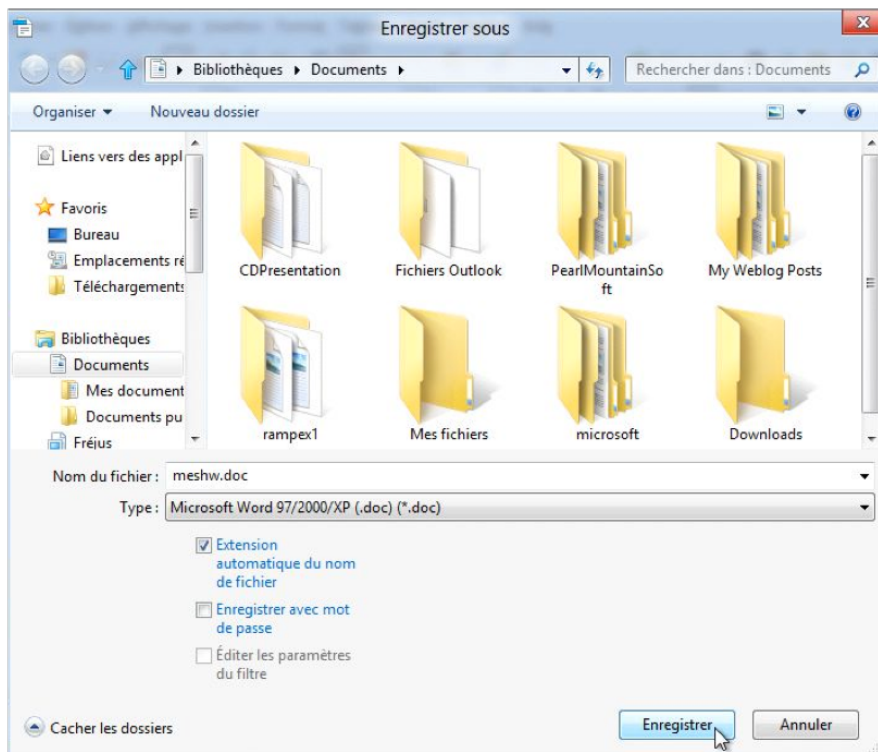 Enregistrer sous
Bibliothèques Documents
Rechercher dans : Documents
Organiser
Nouveau dossier
Liens vers des appl
Favoris
Bureau
Emplacements ré
Téléchargements
Bibliothèques
Documents
Mes document
Documents pu
Fréjus
CDPresentation
Fichiers Outlook
PearlMountainSo
ft
My Weblog Posts
rampex1
Mes fichiers
microsoft
Downloads
Nom du fichier : meshw.doc
Type : Microsoft Word 97/2000/XP (.doc) (*.doc)
Extension
automatique du nom
de fichier
Enregistrer avec mot
de passe
Éditer les paramètres
du filtre
Cacher les dossiers
Enregistrer
Annuler